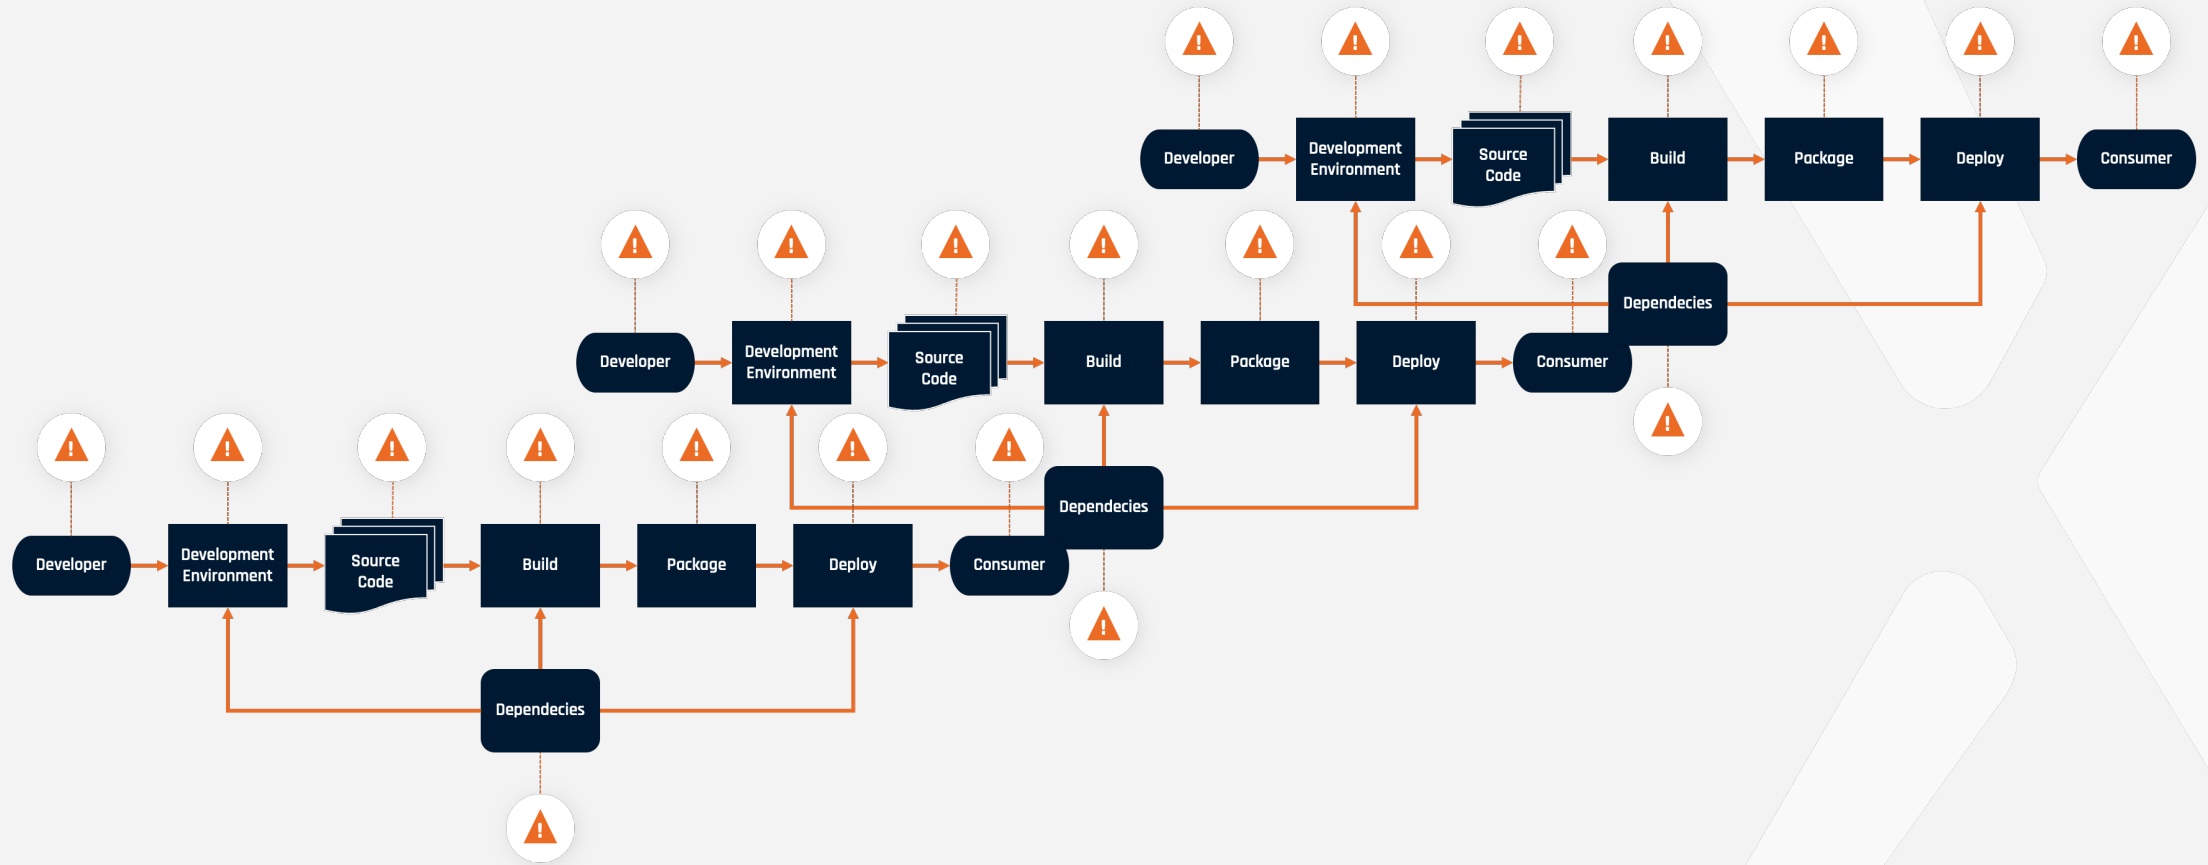 Developer
Development
Environment
Source
Code
Build
Package
Deploy
Consumer
Dependecies
Developer
Development
Environment
Source
Code
Build
Package
Deploy
Consumer
Dependecies
Developer
Development
Environment
Source
Code
Build
Package
Deploy
Consumer
Dependecies